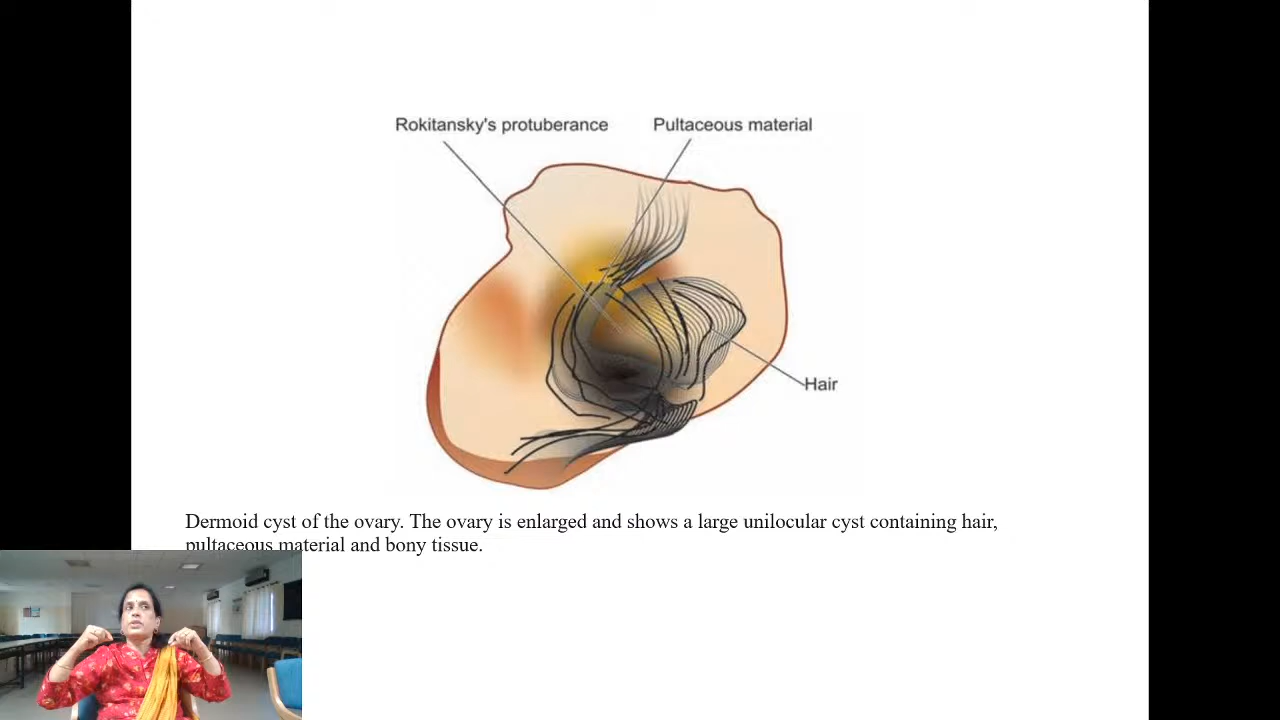 Rokitansky's protuberance Pultaceous material
Hair
Dermoid cyst of the ovary. The ovary is enlarged and shows a large unilocular cyst containing hair,
pultaceous material and bony tissue.